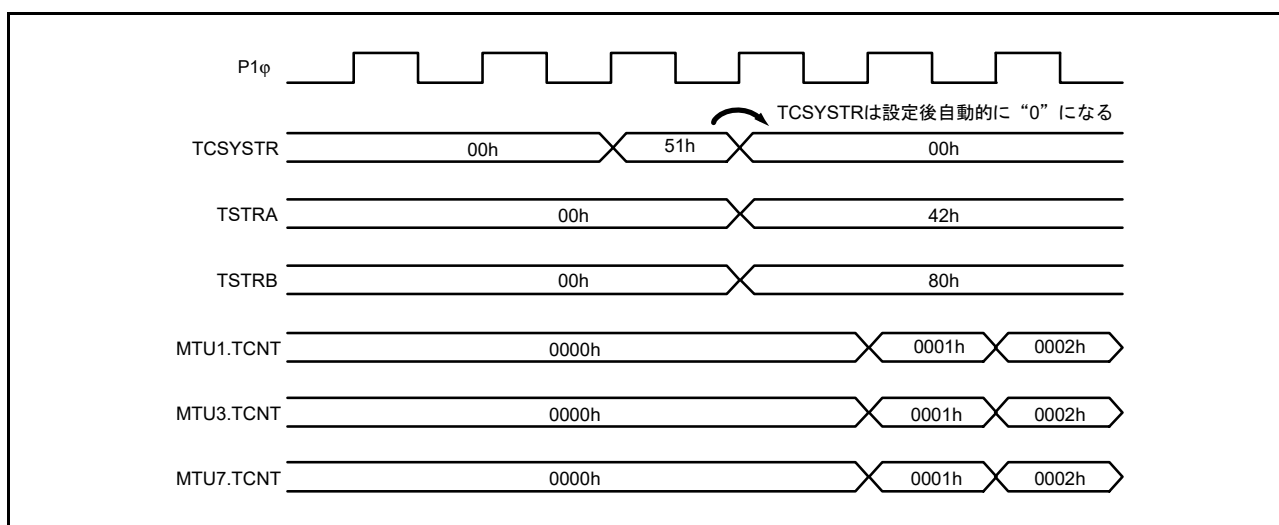 P1φ
TCSYSTRは設定後自動的に“0”になる
TCSYSTR 00h 51h 00h
TSTRA 00h 42h
TSTRB 00h 80h
MTU1.TCNT 0000h 0001h 0002h
MTU3.TCNT 0000h 0001h 0002h
MTU7.TCNT 0000h 0001h 0002h